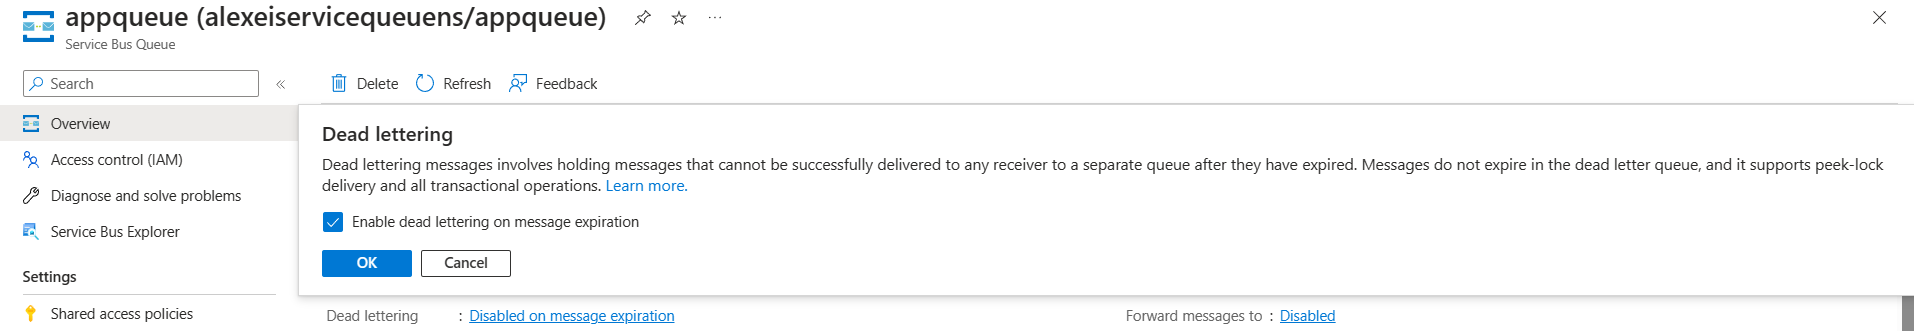 appqueue (alexeiservicequeuens/appqueue)
Service Bus Queue
Search
Delete
Refresh
Feedback
Overview
Access control (IAM)
Diagnose and solve problems
Service Bus Explorer
Settings
Shared access policies
Dead lettering
Dead lettering messages involves holding messages that cannot be successfully delivered to any receiver to a separate queue after they have expired. Messages do not expire in the dead letter queue, and it supports peek-lock
delivery and all transactional operations. Learn more.
Enable dead lettering on message expiration
OK
Cancel
Dead lettering : Disabled on message expiration
Forward messages to : Disabled